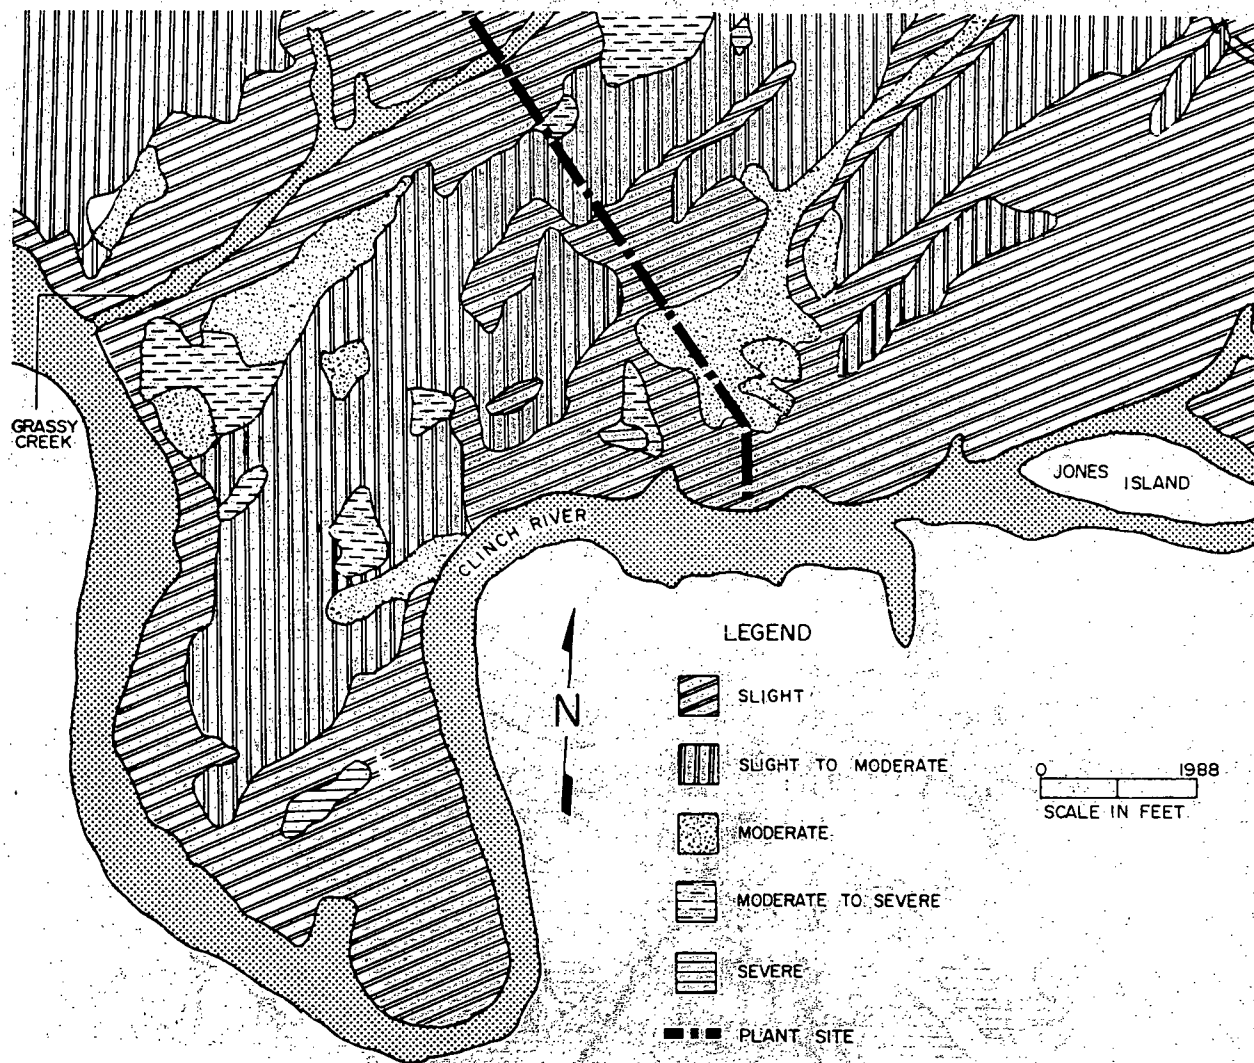 GRASSY
CREEK
CLINCH RIVER
JONES ISLAND
N
LEGEND
SLIGHT
SLIGHT TO MODERATE
MODERATE
MODERATE TO SEVERE
SEVERE
PLANT SITE
0 1988
SCALE IN FEET